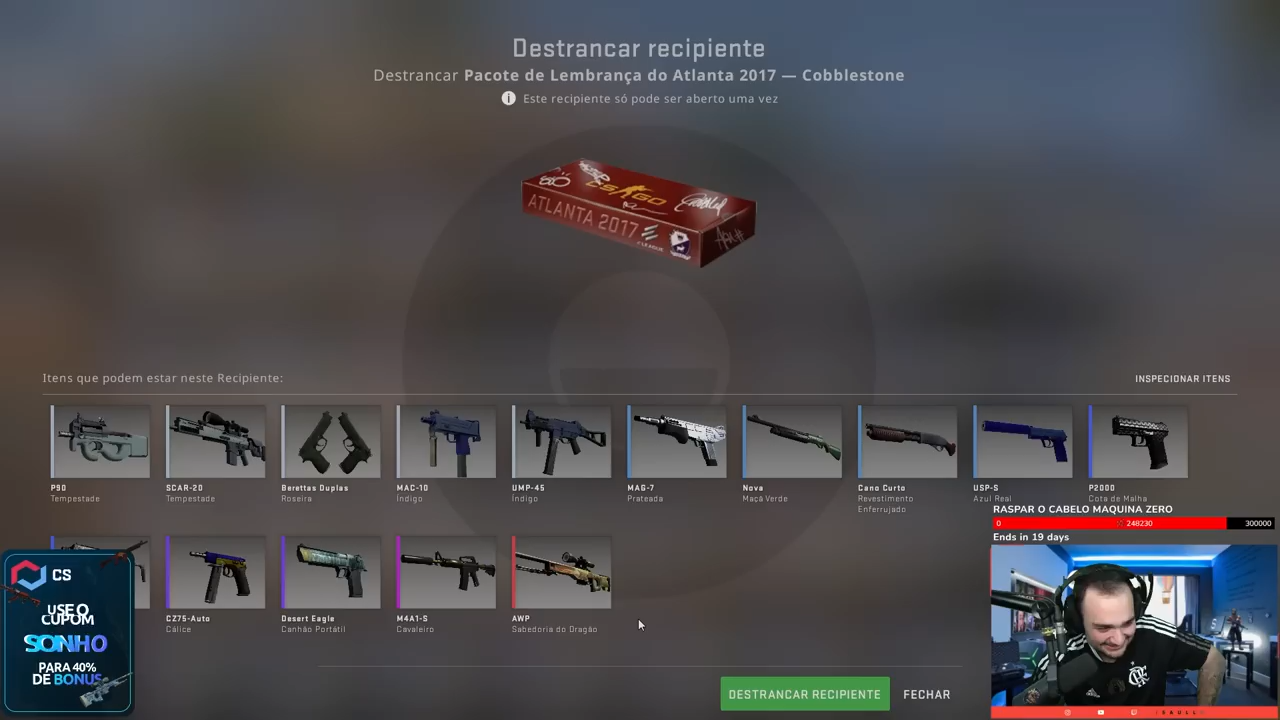 Destrancar recipiente
Destrancar Pacote de Lembrança do Atlanta 2017 — Cobblestone
i Este recipiente só pode ser aberto uma vez
CS GO
ATLANTA 2017
Itens que podem estar neste Recipiente:
INSPECIONAR ITENS
P90
Tempestade
SCAR-20
Tempestade
Berettas Duplas
Roseira
MAC-10
Índigo
UMP-45
Índigo
MAG-7
Prateada
Nova
Maçã Verde
Cano Curto
Revestimento
Enferrujado
USP-S
Azul Real
P2000
Cota de Malha
RASPAR O CABELO MAQUINA ZERO
0 248230 300000
Ends in 19 days
CZ75-Auto
Cálice
Desert Eagle
Canhão Portátil
M4A1-S
Cavaleiro
AWP
Sabedoria do Dragão
CS
USE O
CUPOM
SONHO
PARA 40%
DE BONUS
DESTRANCAR RECIPIENTE
FECHAR
SAULL